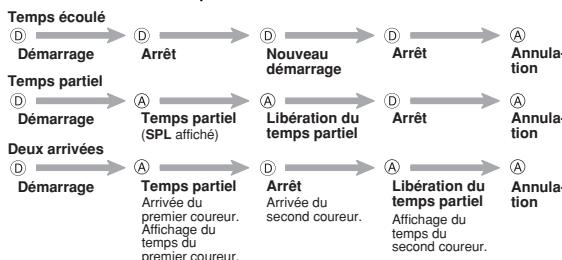 Temps écoulé
D D D D A
Démarrage Arrêt Nouveau démarrage Arrêt Annula-
tion
Temps partiel
D A A D A
Démarrage Temps partiel Libération du Arrêt Annula-
(SPL affiché) temps partiel tion
Deux arrivées
D A D A A
Démarrage Temps partiel Arrêt Libération du Annula-
Arrivée du Arrivée du temps partiel tion
premier coureur. second coureur. Affichage du
Affichage du temps du
temps du second coureur.
premier coureur.